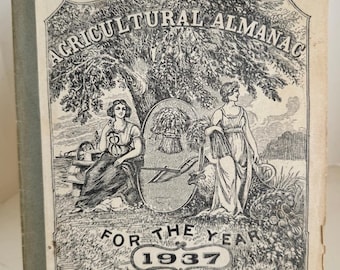 AGRICULTURAL ALMANAC
FOR THE YEAR
1937